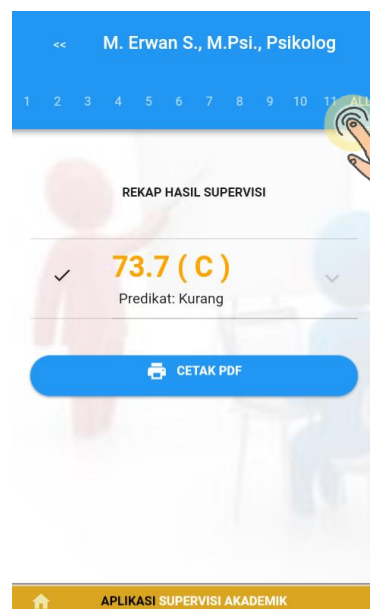 << M. Erwan S., M.Psi., Psikolog
1 2 3 4 5 6 7 8 9 10 11 ALL
REKAP HASIL SUPERVISI
73.7 ( C )
Predikat: Kurang
CETAK PDF
APLIKASI SUPERVISI AKADEMIK